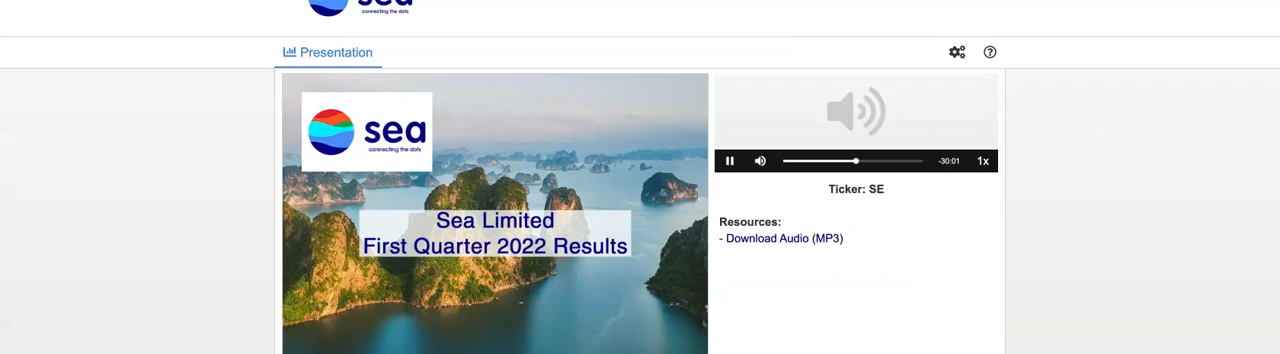 sea
connecting the dots
Presentation
sea
connecting the dots
Sea Limited
First Quarter 2022 Results
-30:01
1x
Ticker: SE
Resources:
- Download Audio (MP3)